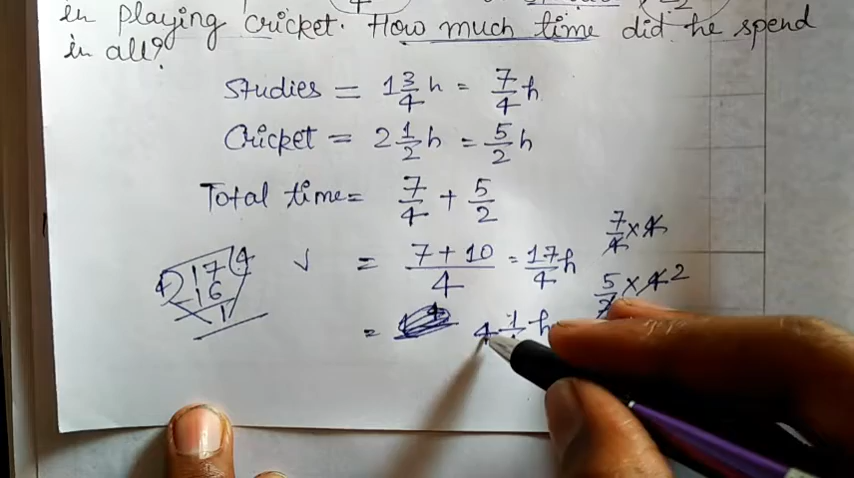 in playing cricket. How much time did he spend
in all?
Studies = 1 3/4 h = 7/4 h
Cricket = 2 1/2 h = 5/2 h
Total time = 7/4 + 5/2
7/4 × 4
4) 17 (4
16
1
✓ = 7 + 10/4 = 17/4 h
5/2 × 4 2
= 4 1/4 h